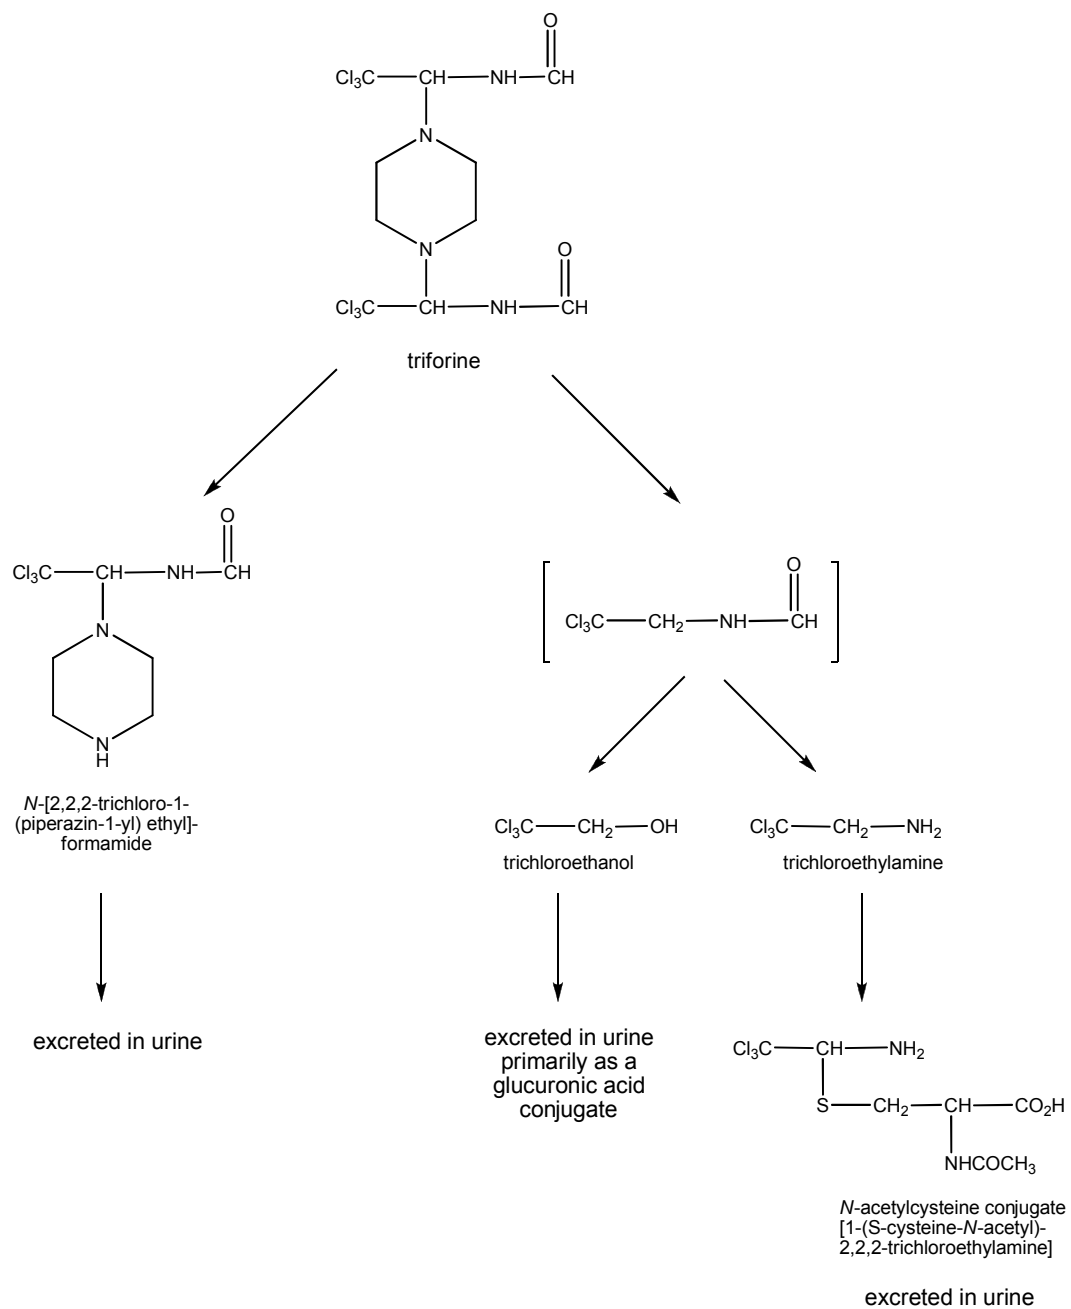 O
Cl3C CH NH CH
N
N
O
Cl3C CH NH CH
triforine
O
Cl3C CH NH CH
N
N
H
O
Cl3C CH2 NH CH
N-[2,2,2-trichloro-1-
(piperazin-1-yl) ethyl]-
formamide
Cl3C CH2 OH
trichloroethanol
Cl3C CH2 NH2
trichloroethylamine
excreted in urine
excreted in urine
primarily as a
glucuronic acid
conjugate
Cl3C CH NH2
S CH2 CH CO2H
NHCOCH3
N-acetylcysteine conjugate
[1-(S-cysteine-N-acetyl)-
2,2,2-trichloroethylamine]
excreted in urine